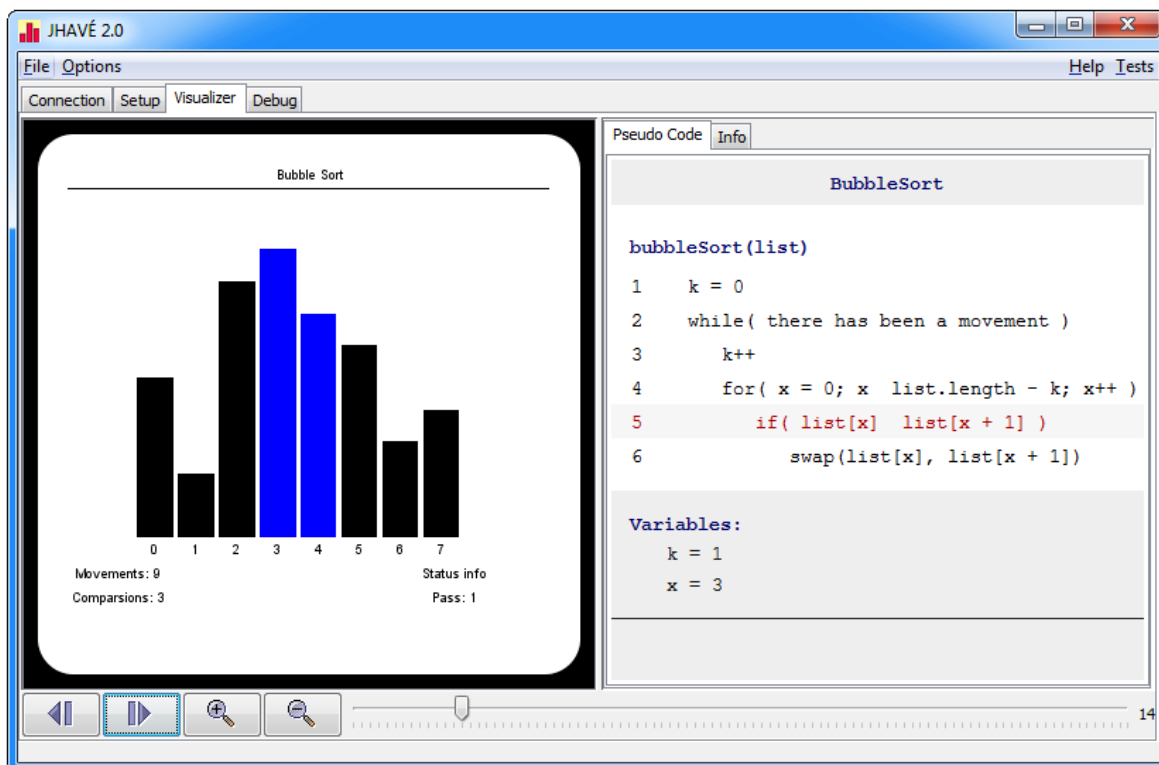 JHAVÉ 2.0
File Options Help Tests
Connection Setup Visualizer Debug
Bubble Sort
0 1 2 3 4 5 6 7
Movements: 9 Status info
Comparsions: 3 Pass: 1
Pseudo Code Info
BubbleSort
bubbleSort(list)
1 k = 0
2 while( there has been a movement )
3 k++
4 for( x = 0; x list.length - k; x++ )
5 if( list[x] list[x + 1] )
6 swap(list[x], list[x + 1])
Variables:
k = 1
x = 3
14